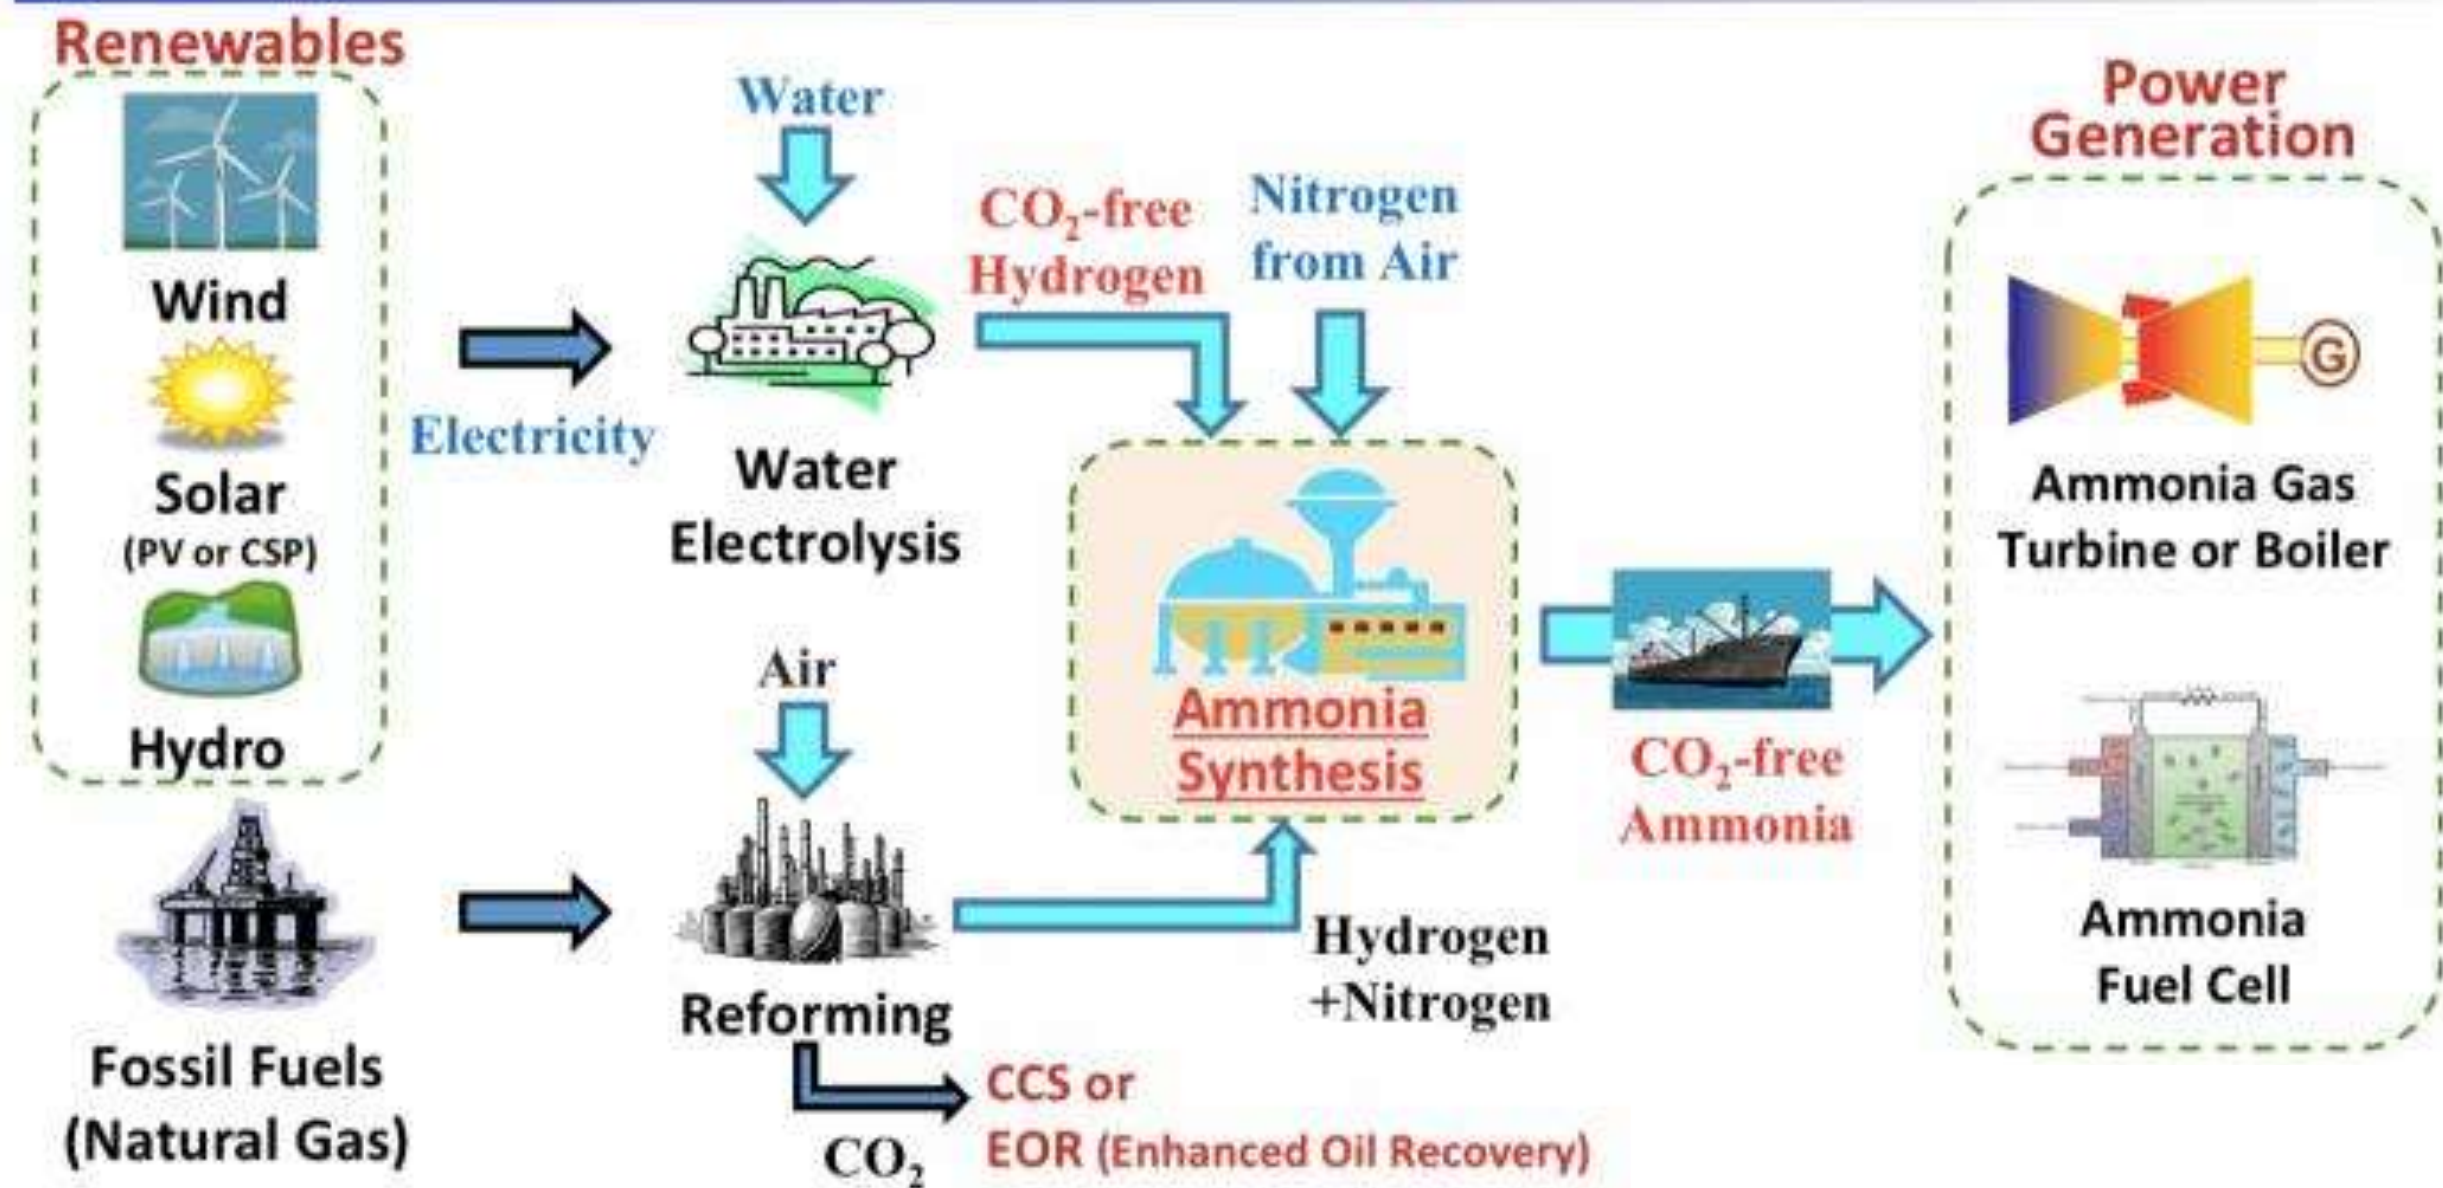 Renewables
Wind
Solar
(PV or CSP)
Hydro
Fossil Fuels
(Natural Gas)
Electricity
Water
Water
Electrolysis
Air
Reforming
CO₂
CCS or
EOR (Enhanced Oil Recovery)
CO₂-free
Hydrogen
Nitrogen
from Air
Ammonia
Synthesis
Hydrogen
+Nitrogen
CO₂-free
Ammonia
Power
Generation
G
Ammonia Gas
Turbine or Boiler
Ammonia
Fuel Cell